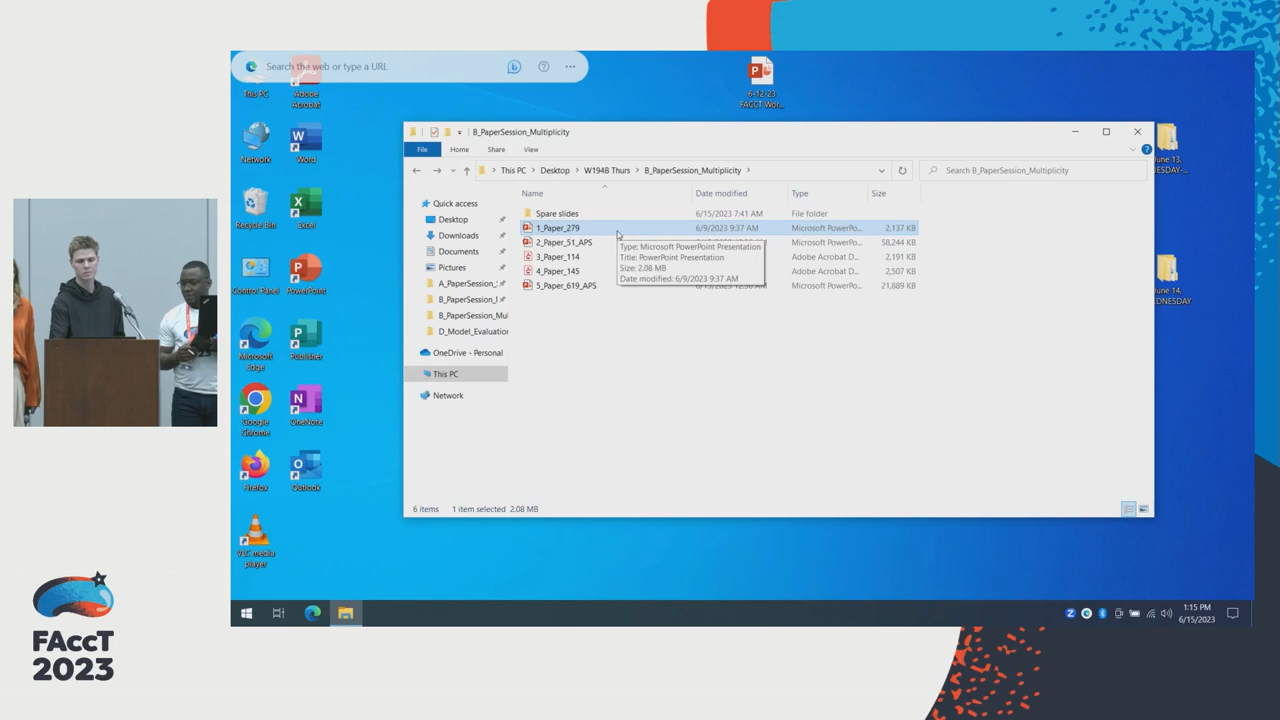 Search the web or type a URL
This PC
Adobe
Acrobat
6-12-23
FACCT Wor...
Network
Word
Recycle Bin
Excel
Control Panel
PowerPoint
Microsoft
Edge
Publisher
Google
Chrome
OneNote
Firefox
Outlook
VLC media
player
B_PaperSession_Multiplicity
File
Home
Share
View
This PC
Desktop
W194B Thurs
B_PaperSession_Multiplicity
Search B_PaperSession_Multiplicity
Name
Date modified
Type
Size
Quick access
Desktop
Downloads
Documents
Pictures
A_PaperSession_
B_PaperSession_I
B_PaperSession_Mul
D_Model_Evaluation
OneDrive - Personal
This PC
Network
Spare slides 6/15/2023 7:41 AM File folder
1_Paper_279 6/9/2023 9:37 AM Microsoft PowerPo... 2,137 KB
2_Paper_51_APS Microsoft PowerPo... 58,244 KB
3_Paper_114 Adobe Acrobat D... 2,191 KB
4_Paper_145 Adobe Acrobat D... 2,507 KB
5_Paper_619_APS Microsoft PowerPo... 21,889 KB
Type: Microsoft PowerPoint Presentation
Title: PowerPoint Presentation
Size: 2.08 MB
Date modified: 6/9/2023 9:37 AM
6 items 1 item selected 2.08 MB
June 13,
June 14,
1:15 PM
6/15/2023
FAccT
2023